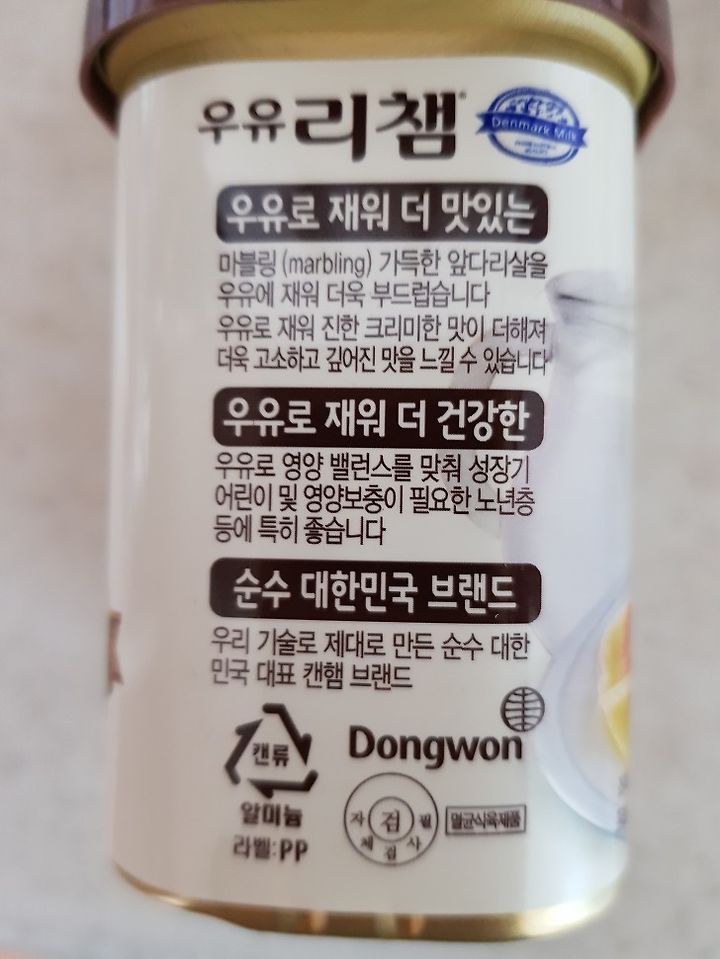 우유 리챔
Denmark Milk
우유로 재워 더 맛있는
마블링 (marbling) 가득한 앞다리살을
우유에 재워 더욱 부드럽습니다
우유로 재워 진한 크리미한 맛이 더해져
더욱 고소하고 깊어진 맛을 느낄 수 있습니다
우유로 재워 더 건강한
우유로 영양 밸런스를 맞춰 성장기
어린이 및 영양보충이 필요한 노년층
등에 특히 좋습니다
순수 대한민국 브랜드
우리 기술로 제대로 만든 순수 대한
민국 대표 캔햄 브랜드
캔류
알미늄
라벨:PP
Dongwon
자 검 필
체 검 사
멸균식육제품